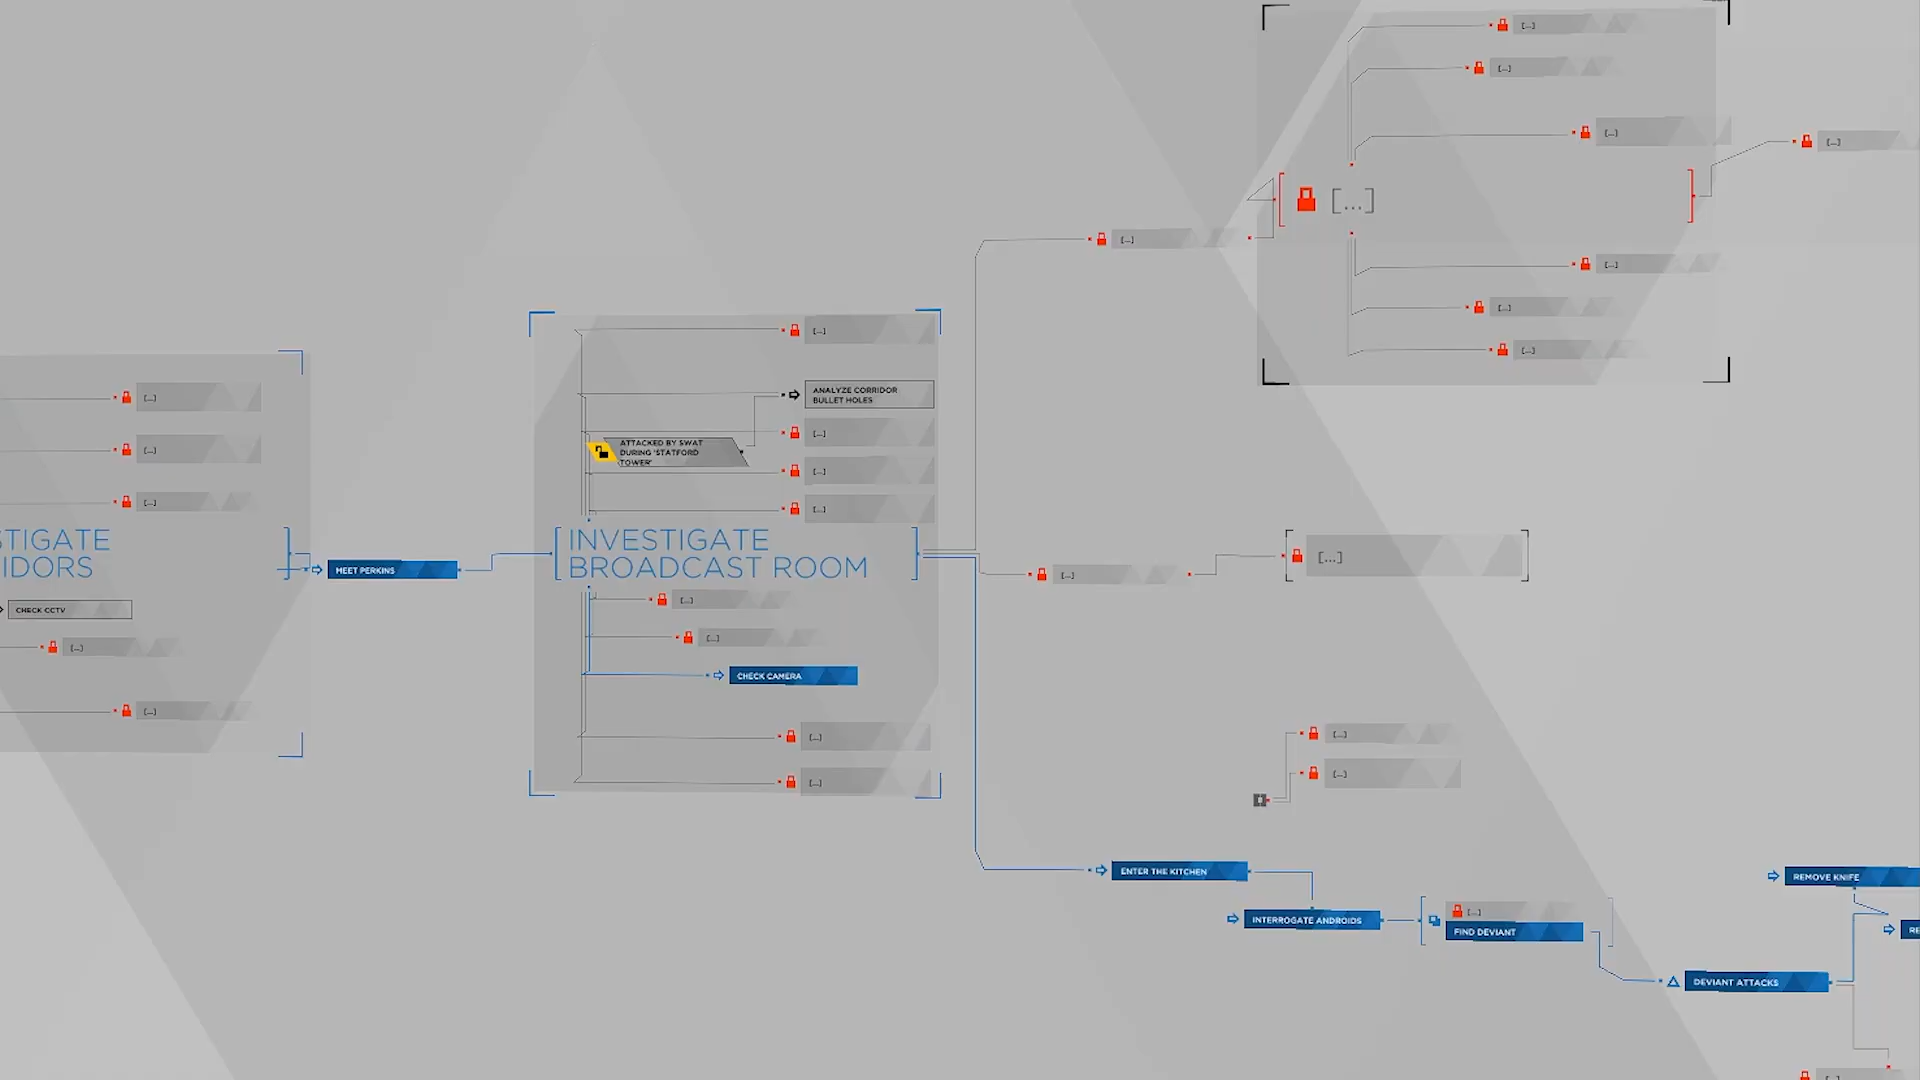 [...]
[...]
[...]
[...]
[...]
[...]
[...]
[...]
[...]
[...]
[...]
ANALYZE CORRIDOR
BULLET HOLES
[...]
[...]
ATTACKED BY SWAT
DURING 'STATFORD
TOWER'
[...]
[...]
[...]
[...]
[...]
STIGATE
IDORS
MEET PERKINS
INVESTIGATE
BROADCAST ROOM
[...]
[...]
CHECK CCTV
[...]
[...]
[...]
CHECK CAMERA
[...]
[...]
[...]
[...]
[...]
ENTER THE KITCHEN
REMOVE KNIFE
INTERROGATE ANDROIDS
[...]
FIND DEVIANT
RE
DEVIANT ATTACKS
[...]